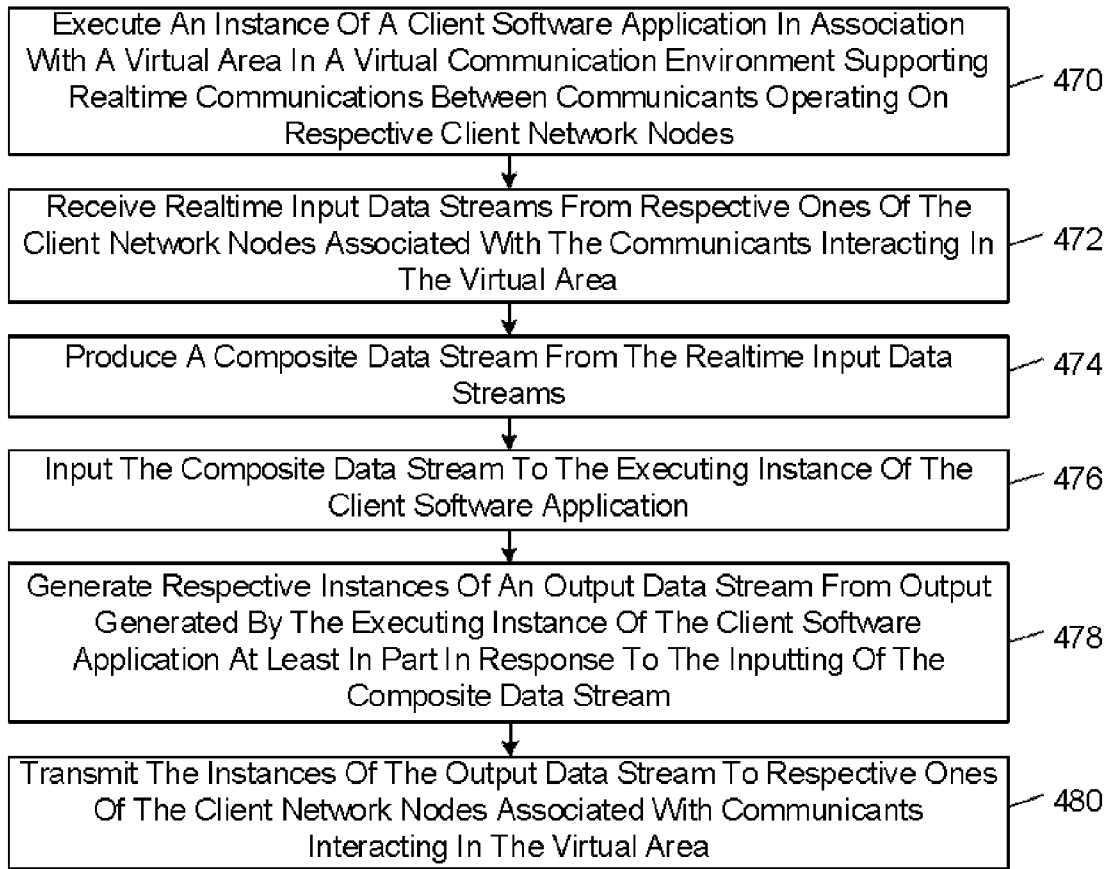 Execute An Instance Of A Client Software Application In Association
With A Virtual Area In A Virtual Communication Environment Supporting
Realtime Communications Between Communicants Operating On
Respective Client Network Nodes
470
Receive Realtime Input Data Streams From Respective Ones Of The
Client Network Nodes Associated With The Communicants Interacting In
The Virtual Area
472
Produce A Composite Data Stream From The Realtime Input Data
Streams
474
Input The Composite Data Stream To The Executing Instance Of The
Client Software Application
476
Generate Respective Instances Of An Output Data Stream From Output
Generated By The Executing Instance Of The Client Software
Application At Least In Part In Response To The Inputting Of The
Composite Data Stream
478
Transmit The Instances Of The Output Data Stream To Respective Ones
Of The Client Network Nodes Associated With Communicants
Interacting In The Virtual Area
480